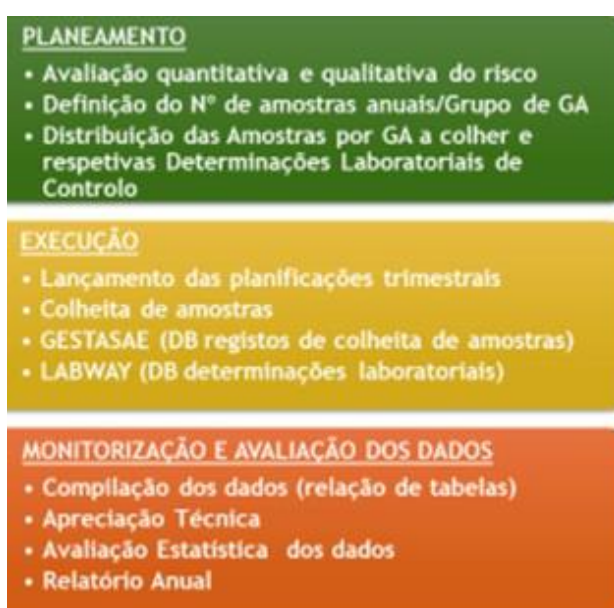 PLANEAMENTO
• Avaliação quantitativa e qualitativa do risco
• Definição do Nº de amostras anuais/Grupo de GA
• Distribuição das Amostras por GA a colher e
respetivas Determinações Laboratoriais de
Controlo
EXECUÇÃO
• Lançamento das planificações trimestrais
• Colheita de amostras
• GESTASAE (DB registos de colheita de amostras)
• LABWAY (DB determinações laboratoriais)
MONITORIZAÇÃO E AVALIAÇÃO DOS DADOS
• Compilação dos dados (relação de tabelas)
• Apreciação Técnica
• Avaliação Estatística dos dados
• Relatório Anual